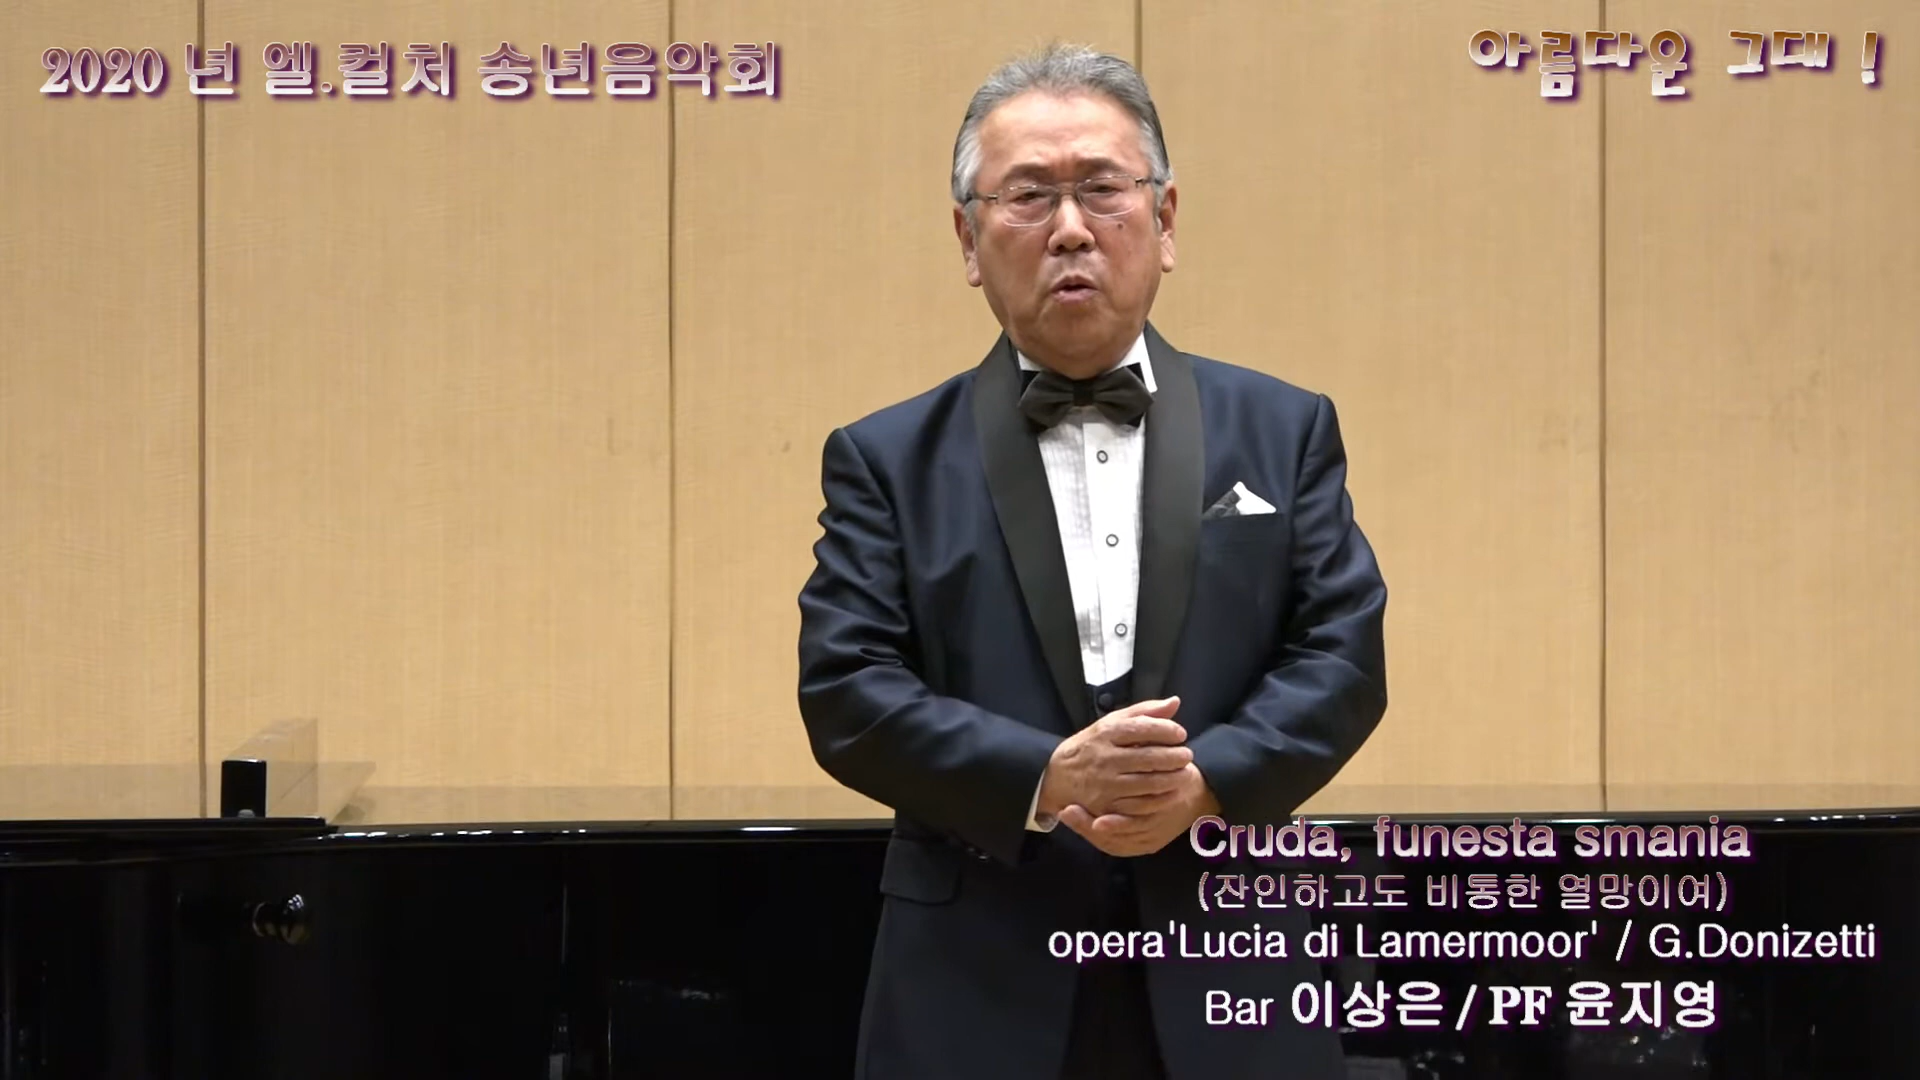 2020 년 엘.컬처 송년음악회
아름다운 그대 !
Cruda, funesta smania
(잔인하고도 비통한 열망이여)
opera'Lucia di Lamermoor' / G.Donizetti
Bar 이상은 / PF 윤지영